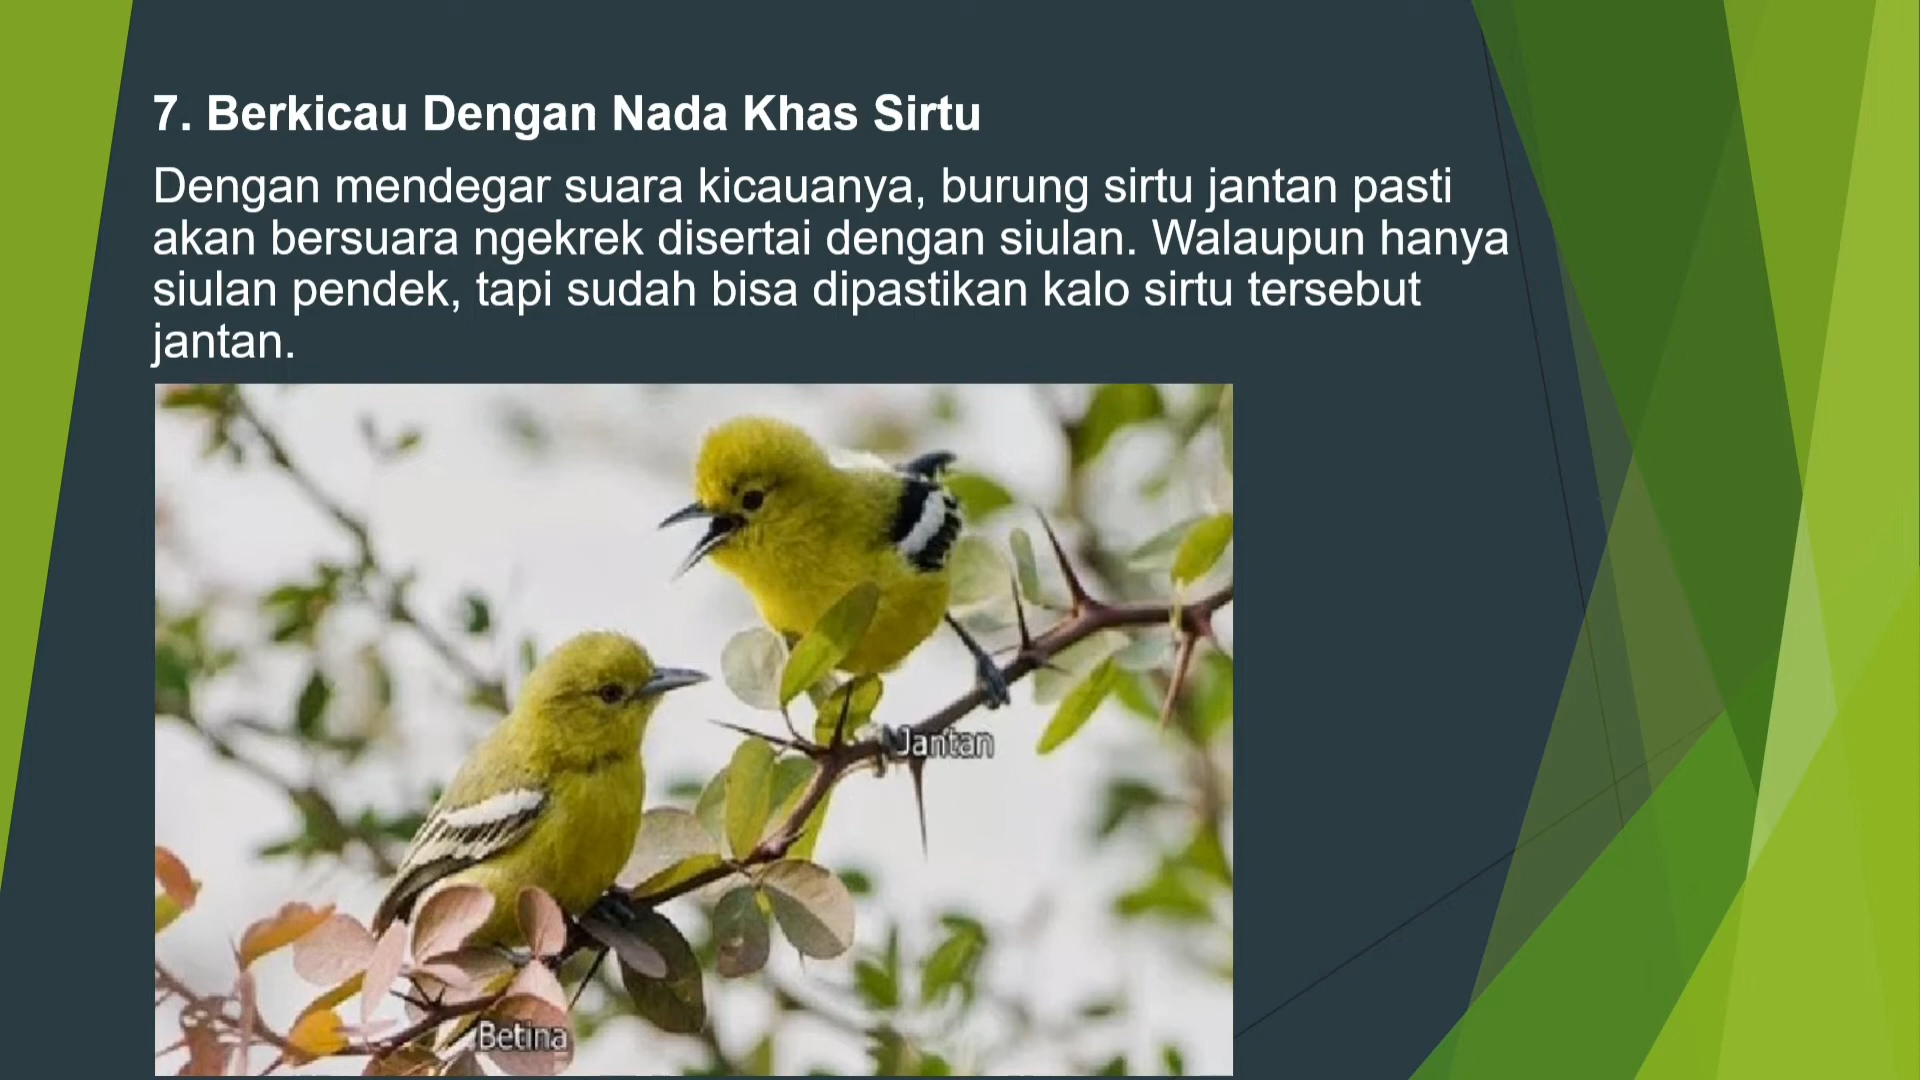 7. Berkicau Dengan Nada Khas Sirtu
Dengan mendegar suara kicauanya, burung sirtu jantan pasti
akan bersuara ngekrek disertai dengan siulan. Walaupun hanya
siulan pendek, tapi sudah bisa dipastikan kalo sirtu tersebut
jantan.
Jantan
Betina